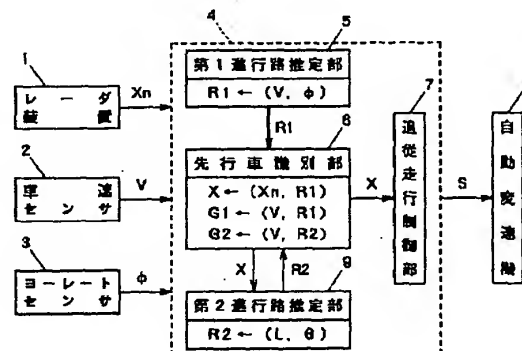 4
5
1
Xn
レーダ
装置
第1進行路推定部
R1 ← (V, φ)
R1
6
7
2
車速
センサ
V
先行車識別部
X ← (Xn, R1)
G1 ← (V, R1)
G2 ← (V, R2)
X
追従走行制御部
S
自動変速機
3
ヨーレート
センサ
φ
X
R2
9
第2進行路推定部
R2 ← (L, θ)